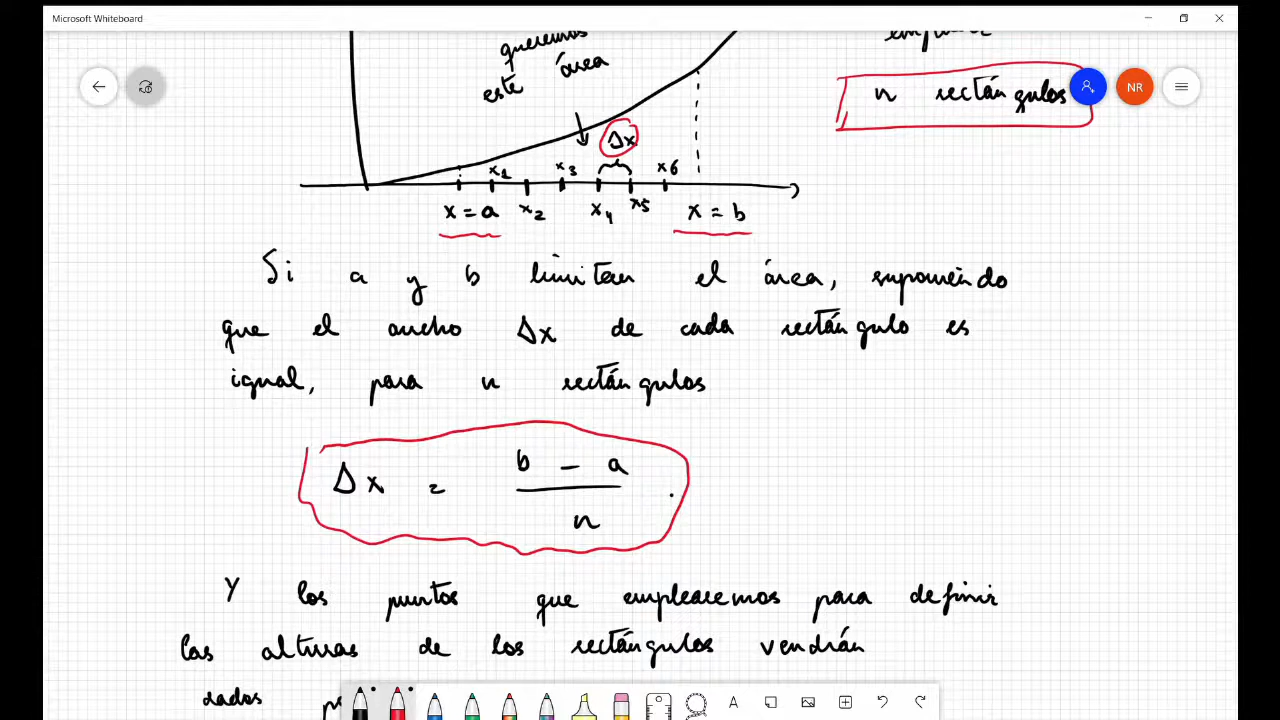 Microsoft Whiteboard
queremos
este área
n rectángulos
NR
Δx
x1 x3 x6
x = a x2 x4 x5 x = b
Si a y b limitan el área, suponiendo
que el ancho Δx de cada rectángulo es
igual, para n rectángulos
Δx = b - a
n
Y los puntos que emplearemos para definir
las alturas de los rectángulos vendrán
dados
A